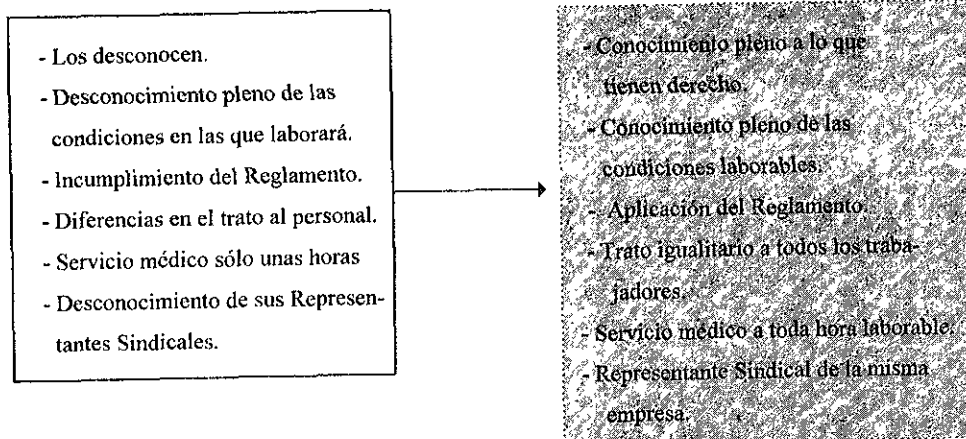 - Los desconocen.
- Desconocimiento pleno de las
condiciones en las que laborará.
- Incumplimiento del Reglamento.
- Diferencias en el trato al personal.
- Servicio médico sólo unas horas
- Desconocimiento de sus Represen-
tantes Sindicales.
- Conocimiento pleno a lo que
tienen derecho.
- Conocimiento pleno de las
condiciones laborables.
- Aplicación del Reglamento.
- Trato igualitario a todos los traba-
jadores.
- Servicio médico a toda hora laborable.
- Representante Sindical de la misma
empresa.